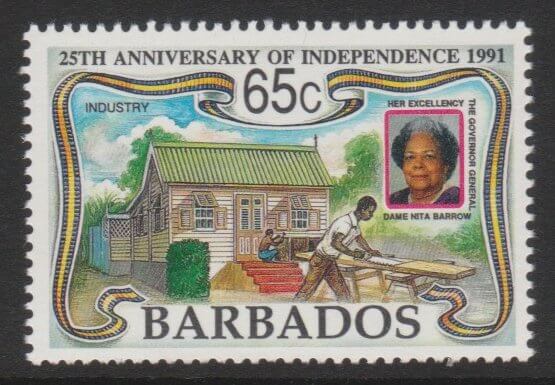 25TH ANNIVERSARY OF INDEPENDENCE 1991
65c
INDUSTRY
HER EXCELLENCY
THE GOVERNOR GENERAL
DAME NITA BARROW
BARBADOS